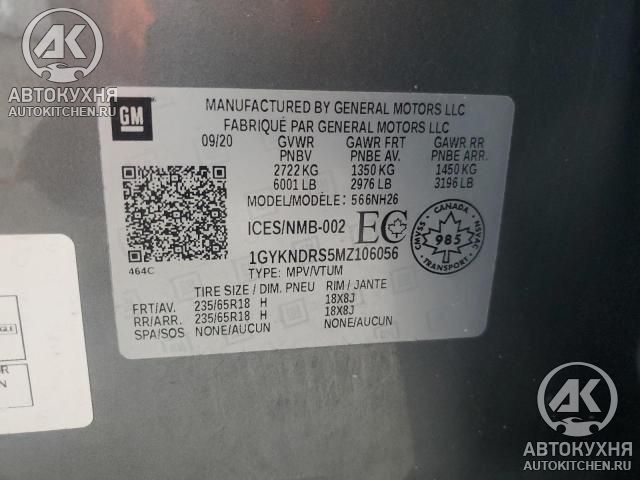 АВТОКУХНЯ
AUTOKITCHEN.RU
GM
MANUFACTURED BY GENERAL MOTORS LLC
FABRIQUÉ PAR GENERAL MOTORS LLC
09/20 GVWR GAWR FRT GAWR RR
PNBV PNBE AV. PNBE ARR.
2722 KG 1350 KG 1450 KG
6001 LB 2976 LB 3196 LB
MODEL/MODÈLE: 566NH26
ICES/NMB-002 EC
CANADA
CMVSS 985 NSVAC
1GYKNDRS5MZ106056
464C
TYPE: MPV/VTUM
TIRE SIZE / DIM. PNEU RIM / JANTE
FRT/AV. 235/65R18 H 18X8J
RR/ARR. 235/65R18 H 18X8J
SPA/SOS NONE/AUCUN NONE/AUCUN
AK
АВТОКУХНЯ
AUTOKITCHEN.RU